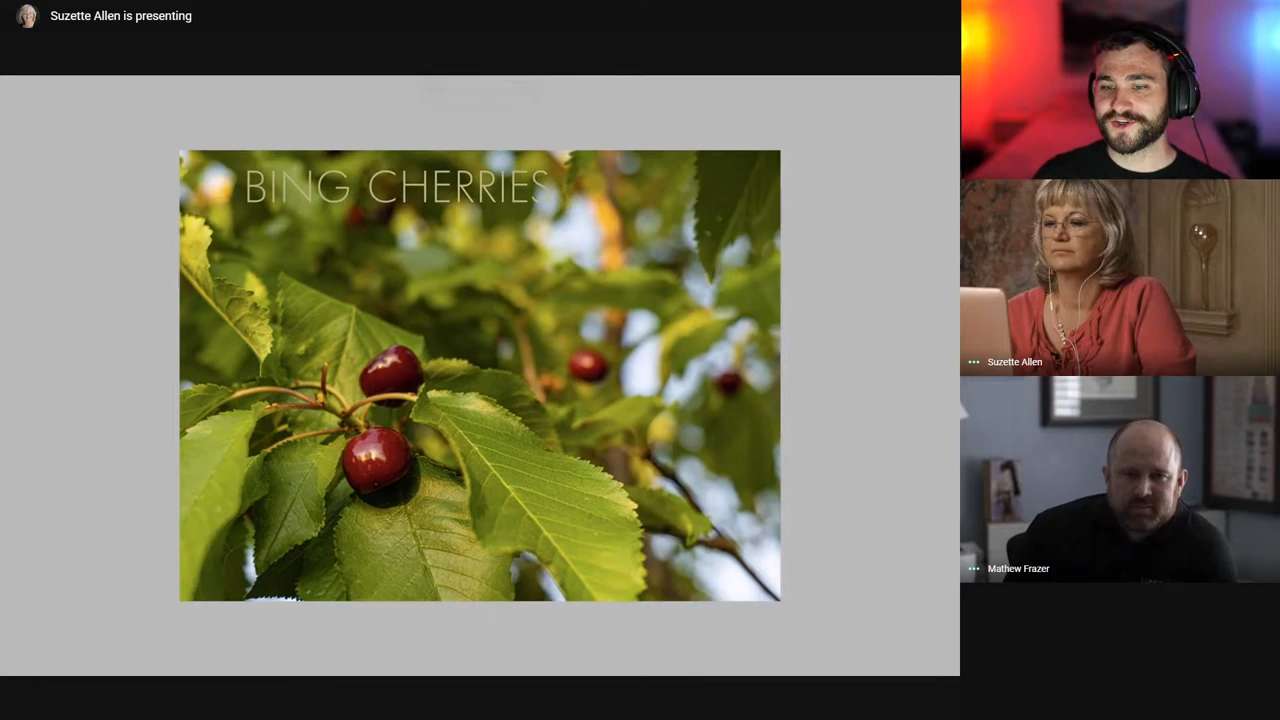 Suzette Allen is presenting
BING CHERRIES
Suzette Allen
Mathew Frazer